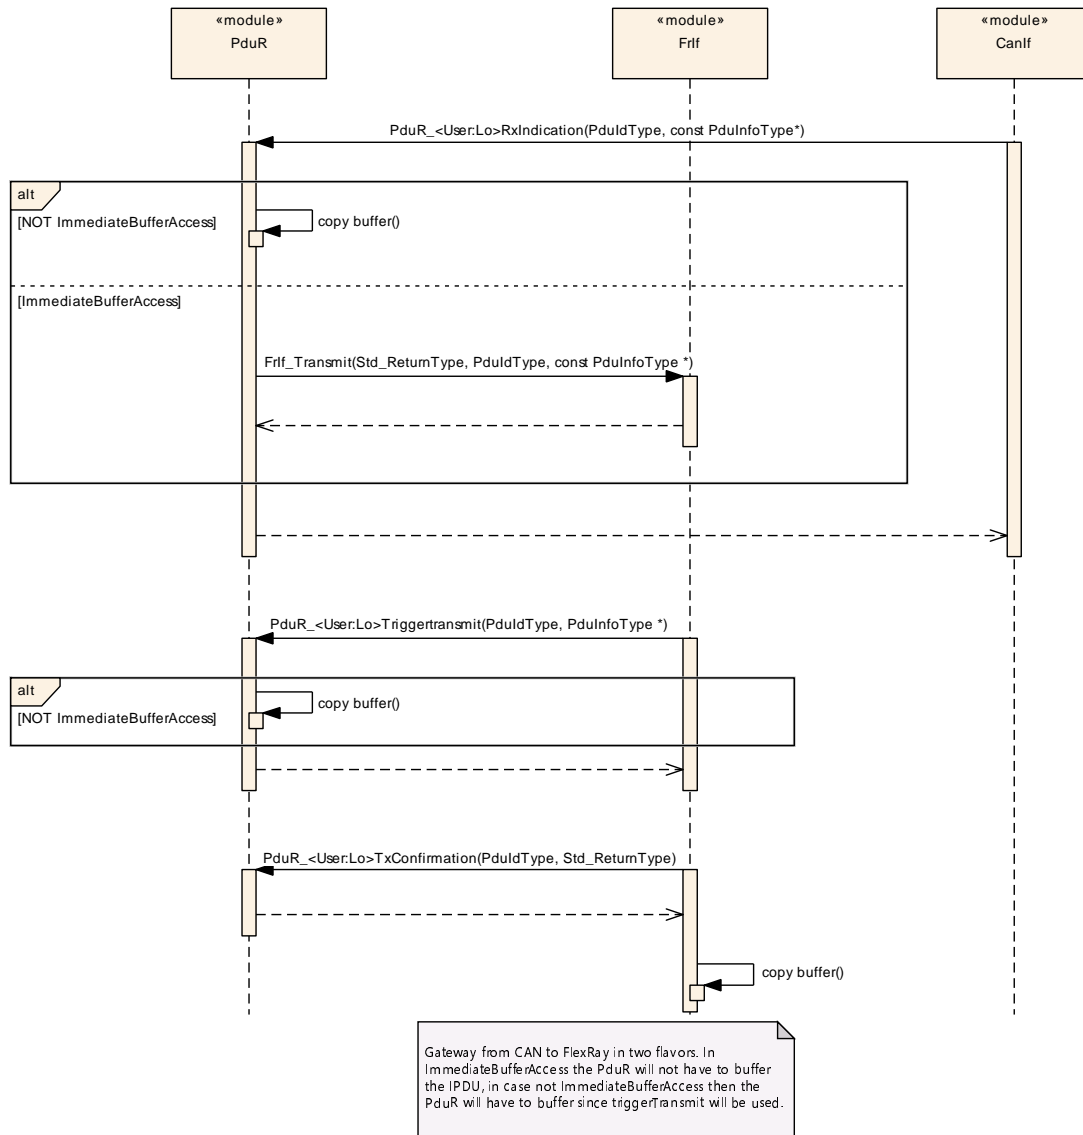 «module»
PduR
«module»
FrIf
«module»
CanIf
PduR_<User:Lo>RxIndication(PduIdType, const PduInfoType*)
alt
[NOT ImmediateBufferAccess]
copy buffer()
[ImmediateBufferAccess]
FrIf_Transmit(Std_ReturnType, PduIdType, const PduInfoType *)
PduR_<User:Lo>Triggertransmit(PduIdType, PduInfoType *)
alt
[NOT ImmediateBufferAccess]
copy buffer()
PduR_<User:Lo>TxConfirmation(PduIdType, Std_ReturnType)
copy buffer()
Gateway from CAN to FlexRay in two flavors. In
ImmediateBufferAccess the PduR will not have to buffer
the IPDU, in case not ImmediateBufferAccess then the
PduR will have to buffer since triggerTransmit will be used.